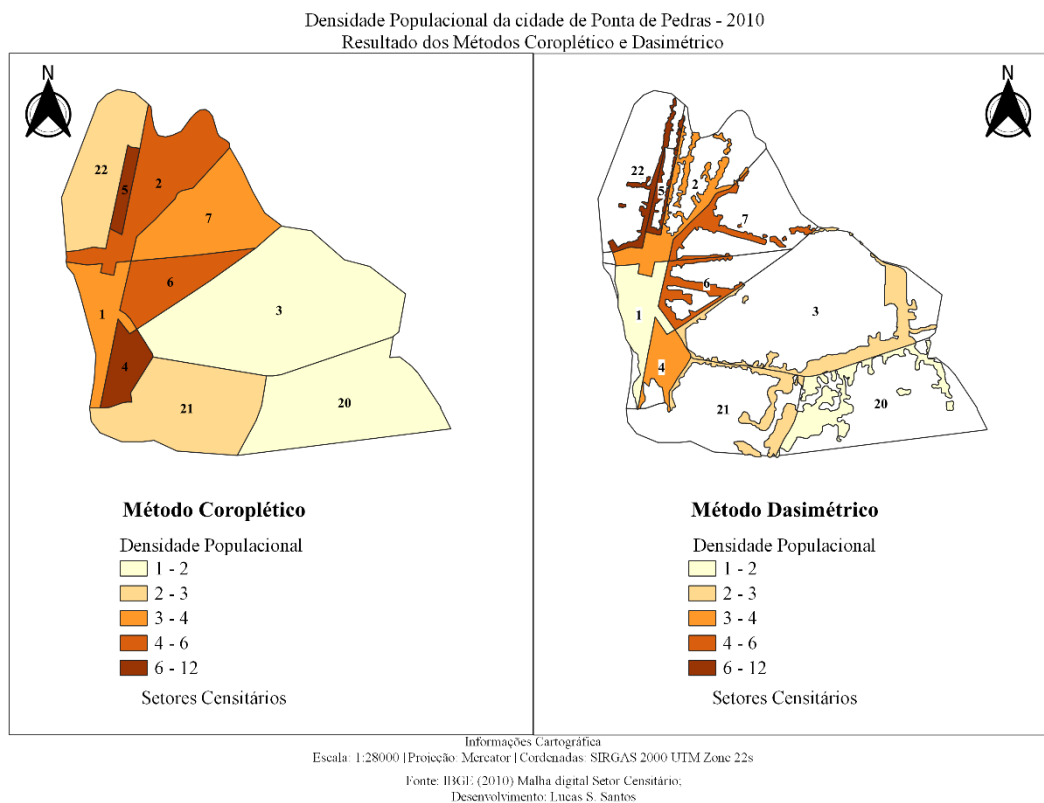 Densidade Populacional da cidade de Ponta de Pedras - 2010
Resultado dos Métodos Coroplético e Dasimétrico
N
22
5
2
7
6
1
3
4
21
20
Método Coroplético
Densidade Populacional
1 - 2
2 - 3
3 - 4
4 - 6
6 - 12
Setores Censitários
N
22
5
2
7
6
1
3
4
21
20
Método Dasimétrico
Densidade Populacional
1 - 2
2 - 3
3 - 4
4 - 6
6 - 12
Setores Censitários
Informações Cartográfica
Escala: 1:28000 | Projeção: Mercator | Cordenadas: SIRGAS 2000 UTM Zone 22s
Fonte: IBGE (2010) Malha digital Setor Censitário;
Desenvolvimento: Lucas S. Santos